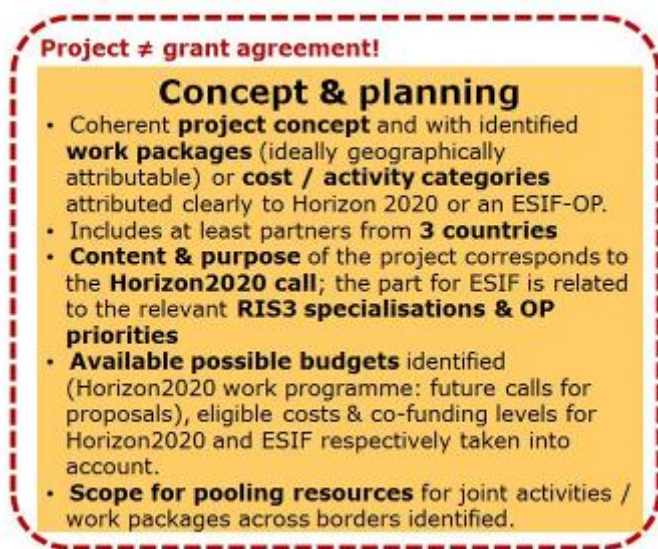 Project ≠ grant agreement!
Concept & planning
• Coherent project concept and with identified
work packages (ideally geographically
attributable) or cost / activity categories
attributed clearly to Horizon 2020 or an ESIF-OP.
• Includes at least partners from 3 countries
• Content & purpose of the project corresponds to
the Horizon2020 call; the part for ESIF is related
to the relevant RIS3 specialisations & OP
priorities
• Available possible budgets identified
(Horizon2020 work programme: future calls for
proposals), eligible costs & co-funding levels for
Horizon2020 and ESIF respectively taken into
account.
• Scope for pooling resources for joint activities /
work packages across borders identified.